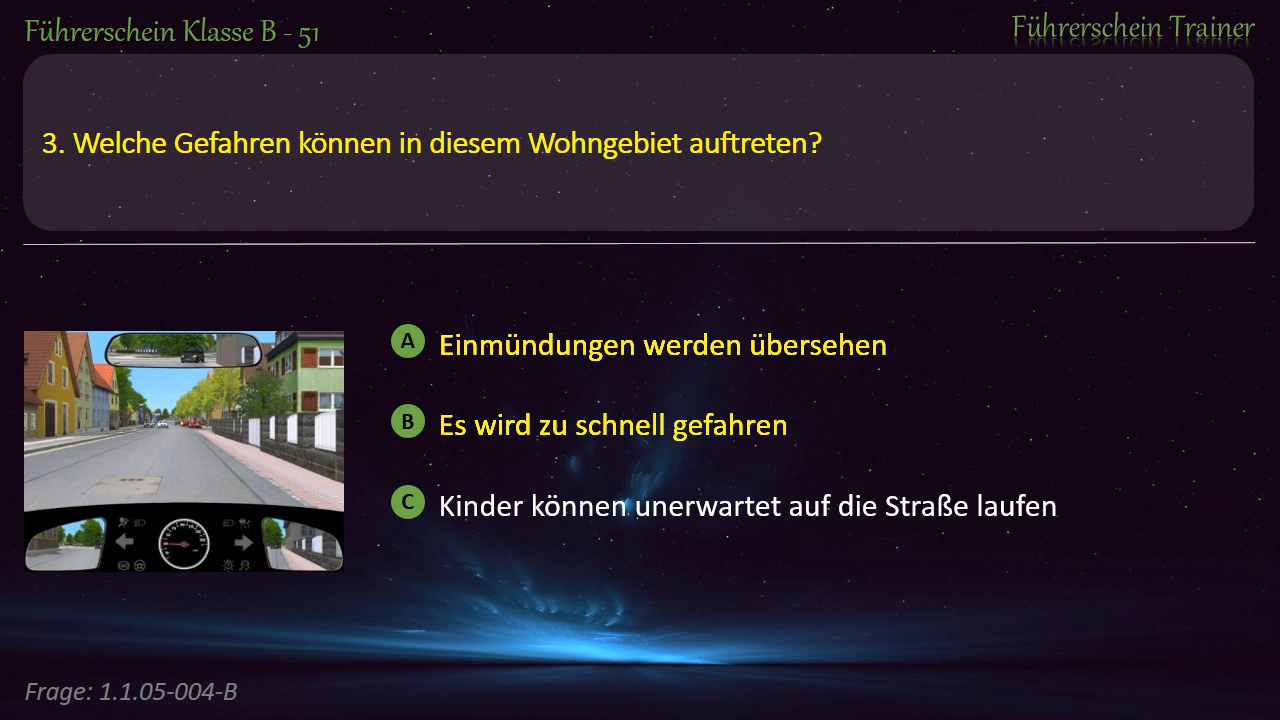 Führerschein Klasse B - 51
Führerschein Trainer
3. Welche Gefahren können in diesem Wohngebiet auftreten?
A Einmündungen werden übersehen
B Es wird zu schnell gefahren
C Kinder können unerwartet auf die Straße laufen
Frage: 1.1.05-004-B